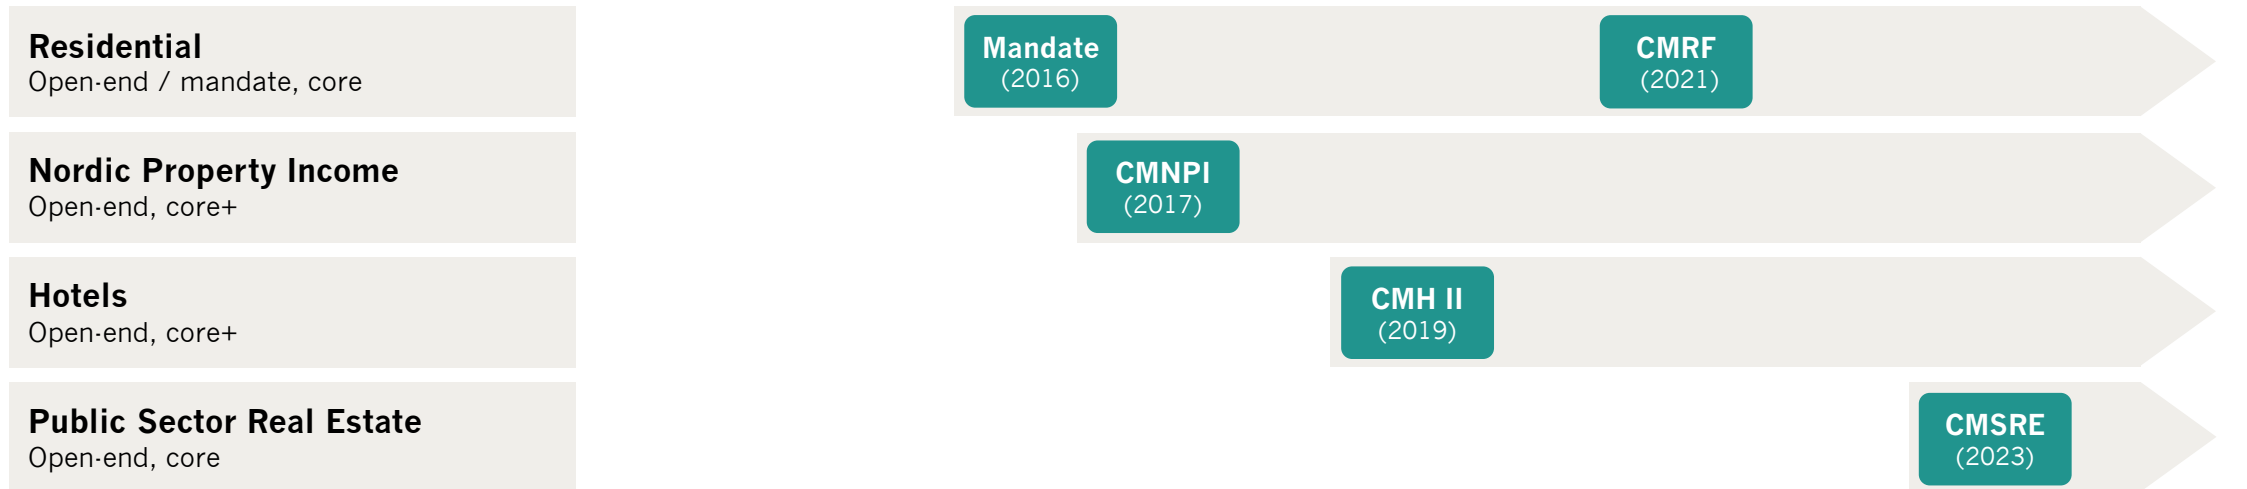 Residential
Open-end / mandate, core
Mandate
(2016)
CMRF
(2021)
Nordic Property Income
Open-end, core+
CMNPI
(2017)
Hotels
Open-end, core+
CMH II
(2019)
Public Sector Real Estate
Open-end, core
CMSRE
(2023)